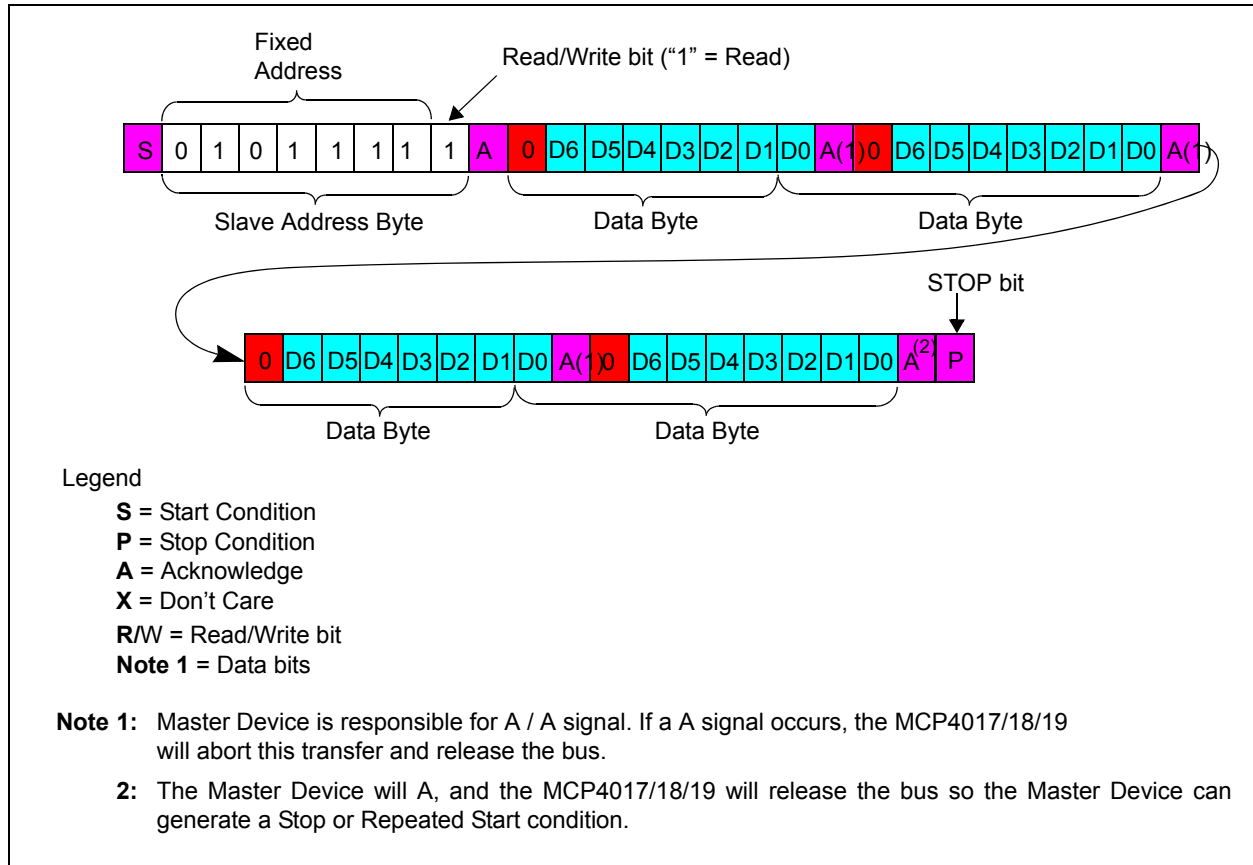 Fixed
Address
Read/Write bit (“1” = Read)
S 0 1 0 1 1 1 1 1 A 0 D6 D5 D4 D3 D2 D1 D0 A(1) 0 D6 D5 D4 D3 D2 D1 D0 A(1)
Slave Address Byte
Data Byte
Data Byte
STOP bit
0 D6 D5 D4 D3 D2 D1 D0 A(1) 0 D6 D5 D4 D3 D2 D1 D0 A(2) P
Data Byte
Data Byte
Legend
S = Start Condition
P = Stop Condition
A = Acknowledge
X = Don't Care
R/W = Read/Write bit
Note 1 = Data bits
Note 1: Master Device is responsible for A / A signal. If a A signal occurs, the MCP4017/18/19
will abort this transfer and release the bus.
2: The Master Device will A, and the MCP4017/18/19 will release the bus so the Master Device can
generate a Stop or Repeated Start condition.